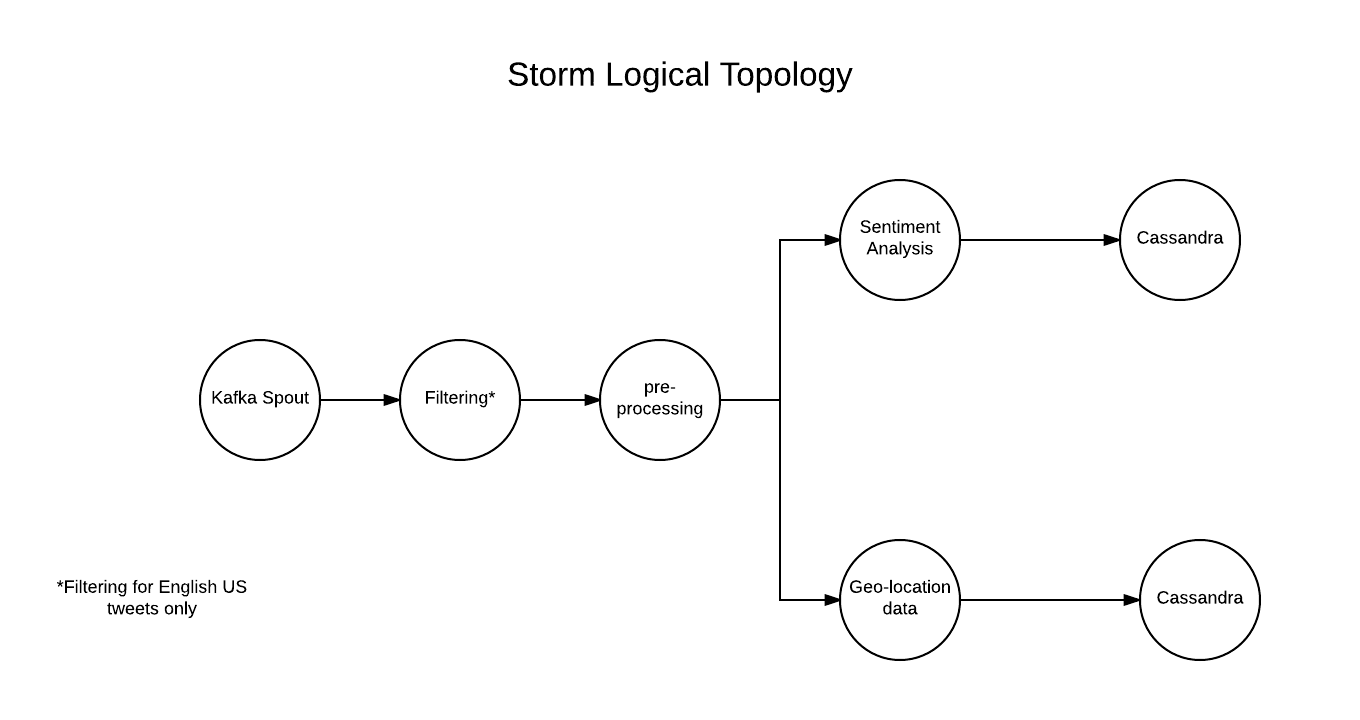 Storm Logical Topology
Sentiment
Analysis
Cassandra
Kafka Spout
Filtering*
pre-
processing
Geo-location
data
Cassandra
*Filtering for English US
tweets only